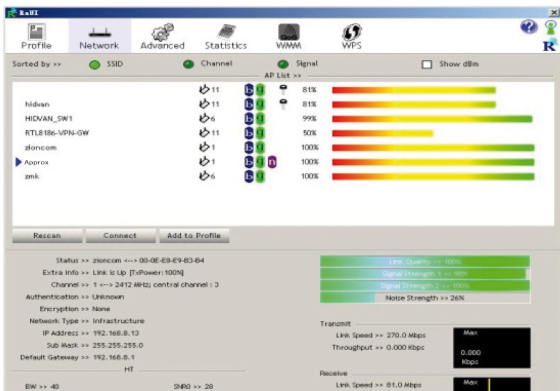 RaUI
Profile Network Advanced Statistics WMM WPS
Sorted by >> SSID Channel Signal Show dBm
AP List >>
11 b g 81%
hidvan 11 b g 81%
HIDVAN_SW1 6 b g 99%
RTL8186-VPN-GW 11 b g 50%
zioncom 1 b g 100%
Approx 1 b g n 100%
zmk 6 b g 100%
Rescan Connect Add to Profile
Status >> zioncom <--> 00-0E-E8-E9-B3-B4
Extra Info >> Link is Up [TxPower:100%]
Channel >> 1 <--> 2412 MHz; central channel : 3
Authentication >> Unknown
Encryption >> None
Network Type >> Infrastructure
IP Address >> 192.168.8.13
Sub Mask >> 255.255.255.0
Default Gateway >> 192.168.8.1
HT
BW >> 40 SNR0 >> 28
Link Quality >> 100%
Signal Strength 1 >> 98%
Signal Strength 2 >> 100%
Noise Strength >> 26%
Transmit
Link Speed >> 270.0 Mbps
Throughput >> 0.000 Kbps
Max
0.000
Kbps
Receive
Link Speed >> 81.0 Mbps
Max